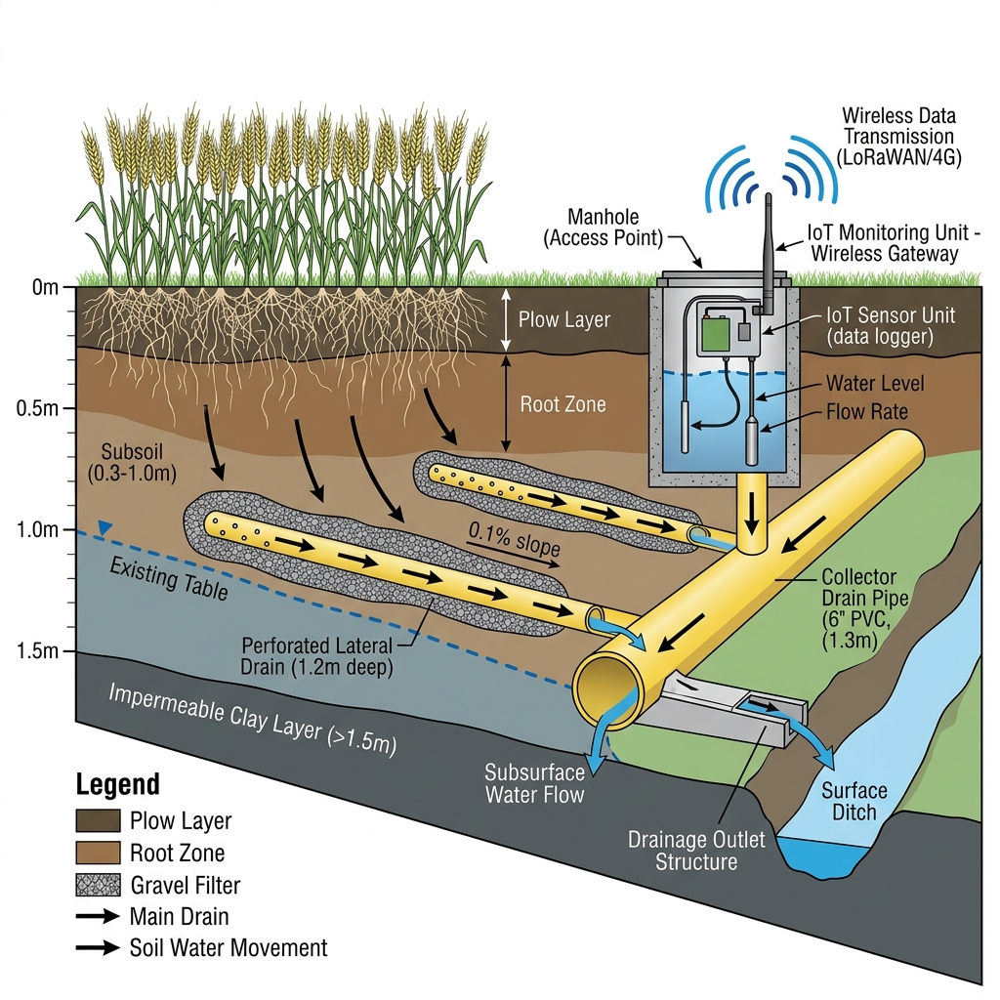 Wireless Data
Transmission
(LoRaWAN/4G)
Manhole
(Access Point)
IoT Monitoring Unit -
Wireless Gateway
0m
Plow Layer
IoT Sensor Unit
(data logger)
Root Zone
Water Level
Flow Rate
0.5m
Subsoil
(0.3-1.0m)
1.0m
0.1% slope
Existing Table
Collector
Drain Pipe
(6" PVC,
(1.3m)
1.5m
Perforated Lateral
Drain (1.2m deep)
Impermeable Clay Layer (>1.5m)
Subsurface
Water Flow
Surface
Ditch
Drainage Outlet
Structure
Legend
Plow Layer
Root Zone
Gravel Filter
Main Drain
Soil Water Movement